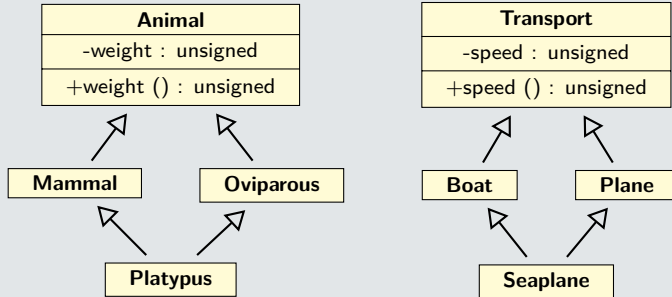 Animal
-weight : unsigned
+weight () : unsigned
Mammal
Oviparous
Platypus
Transport
-speed : unsigned
+speed () : unsigned
Boat
Plane
Seaplane